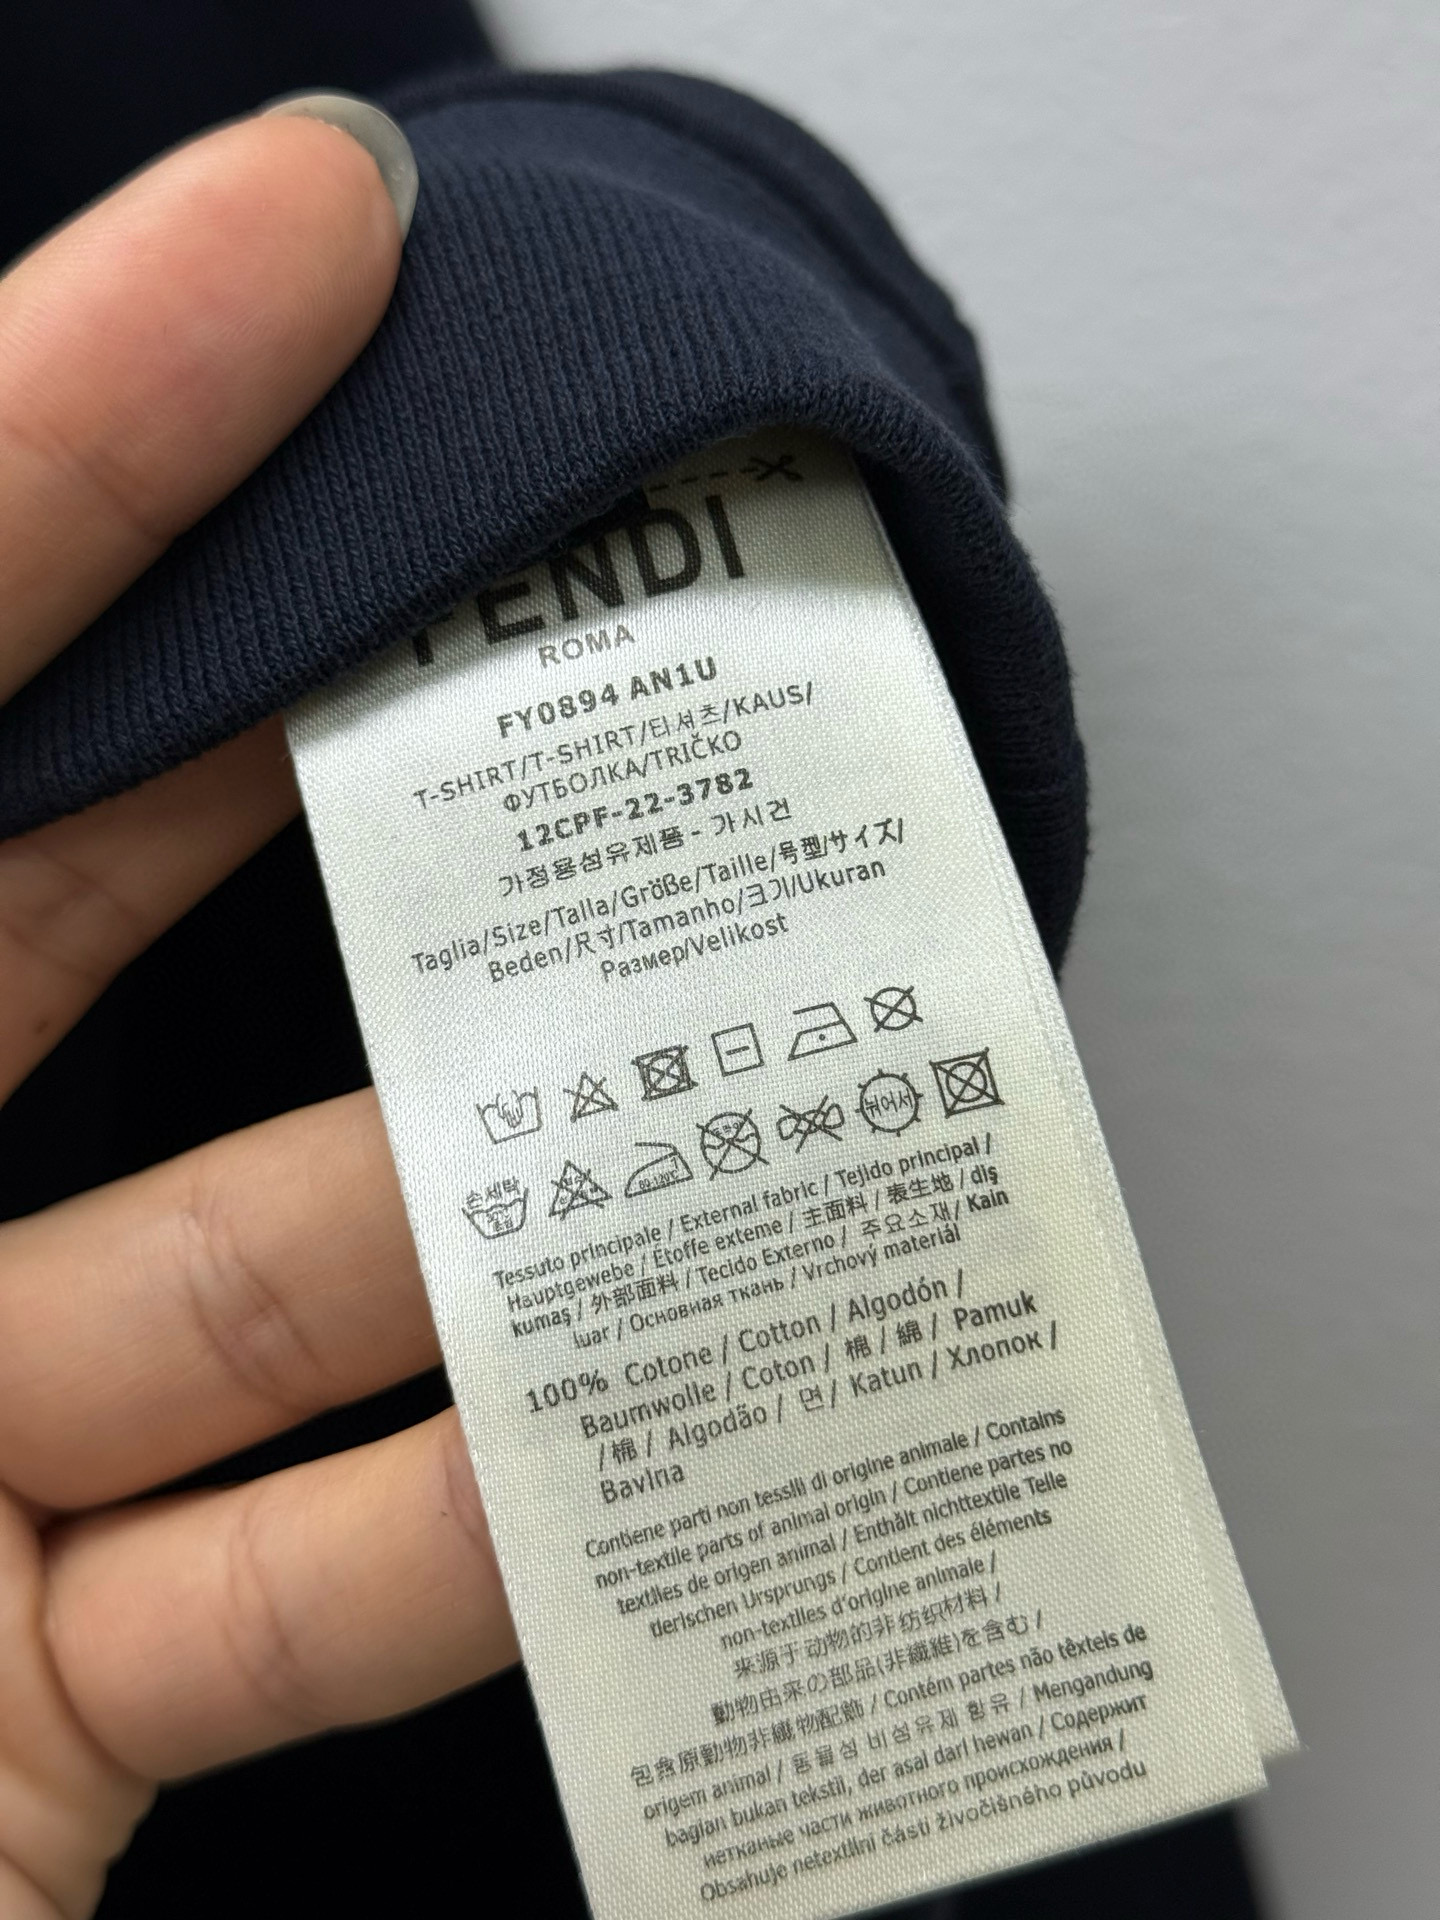 FENDI
ROMA
FY0894 AN1U
T-SHIRT/T-SHIRT/티셔츠/KAUS/
ФУТБОЛКА/TRIČKO
12CPF-22-3782
가정용섬유제품 - 가시건
Taglia/Size/Talla/Größe/Taille/号型/サイズ/
Beden/尺寸/Tamanho/크기/Ukuran
Размер/Velikost
손세탁
뉘어서
Tessuto principale / External fabric / Tejido principal /
Hauptgewebe / Etoffe exteme / 主面料 / 表生地 / diş
kumaş / 外部面料 / Tecido Externo / 주요소재/ Kain
luar / Основная ткань / Vrchový materiál
100% Cotone / Cotton / Algodón /
Baumwolle / Coton / 棉 / 綿 / Pamuk
/ 棉 / Algodão / 면/ Katun / Хлопок /
Bavlna
Contiene parti non tessili di origine animale / Contains
non-textile parts of animal origin / Contiene partes no
textiles de origen animal / Enthält nichttextile Teile
tierischen Ursprungs / Contient des éléments
non-textiles d'origine animale /
来源于动物的非纺织材料 /
動物由来の部品(非繊維)を含む /
包含原動物非纖物配飾 / Contém partes não têxteis de
origem animal / 동물성 비섬유제 함유 / Mengandung
bagian bukan tekstil, der asal dari hewan / Содержит
нетканые части животного происхождения /
Obsahuje netextilní části živočišného původu